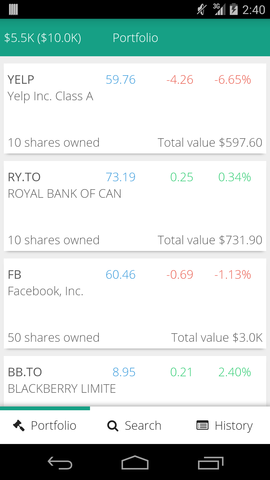 3G 2:40
$5.5K ($10.0K) Portfolio
YELP 59.76 -4.26 -6.65%
Yelp Inc. Class A
10 shares owned Total value $597.60
RY.TO 73.19 0.25 0.34%
ROYAL BANK OF CAN
10 shares owned Total value $731.90
FB 60.46 -0.69 -1.13%
Facebook, Inc.
50 shares owned Total value $3.0K
BB.TO 8.95 0.21 2.40%
BLACKBERRY LIMITE
Portfolio Search History